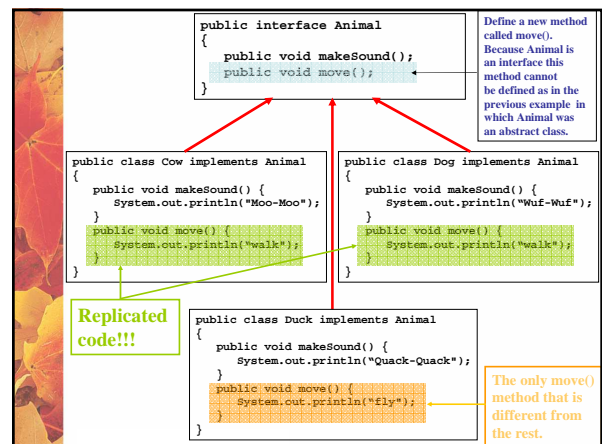 public interface Animal
{
public void makeSound();
public void move();
}
Define a new method
called move().
Because Animal is
an interface this
method cannot
be defined as in the
previous example in
which Animal was
an abstract class.
public class Cow implements Animal
{
public void makeSound() {
System.out.println("Moo-Moo");
}
public void move() {
System.out.println("walk");
}
}
public class Dog implements Animal
{
public void makeSound() {
System.out.println("Wuf-Wuf");
}
public void move() {
System.out.println("walk");
}
}
Replicated
code!!!
public class Duck implements Animal
{
public void makeSound() {
System.out.println("Quack-Quack");
}
public void move() {
System.out.println("fly");
}
}
The only move()
method that is
different from
the rest.